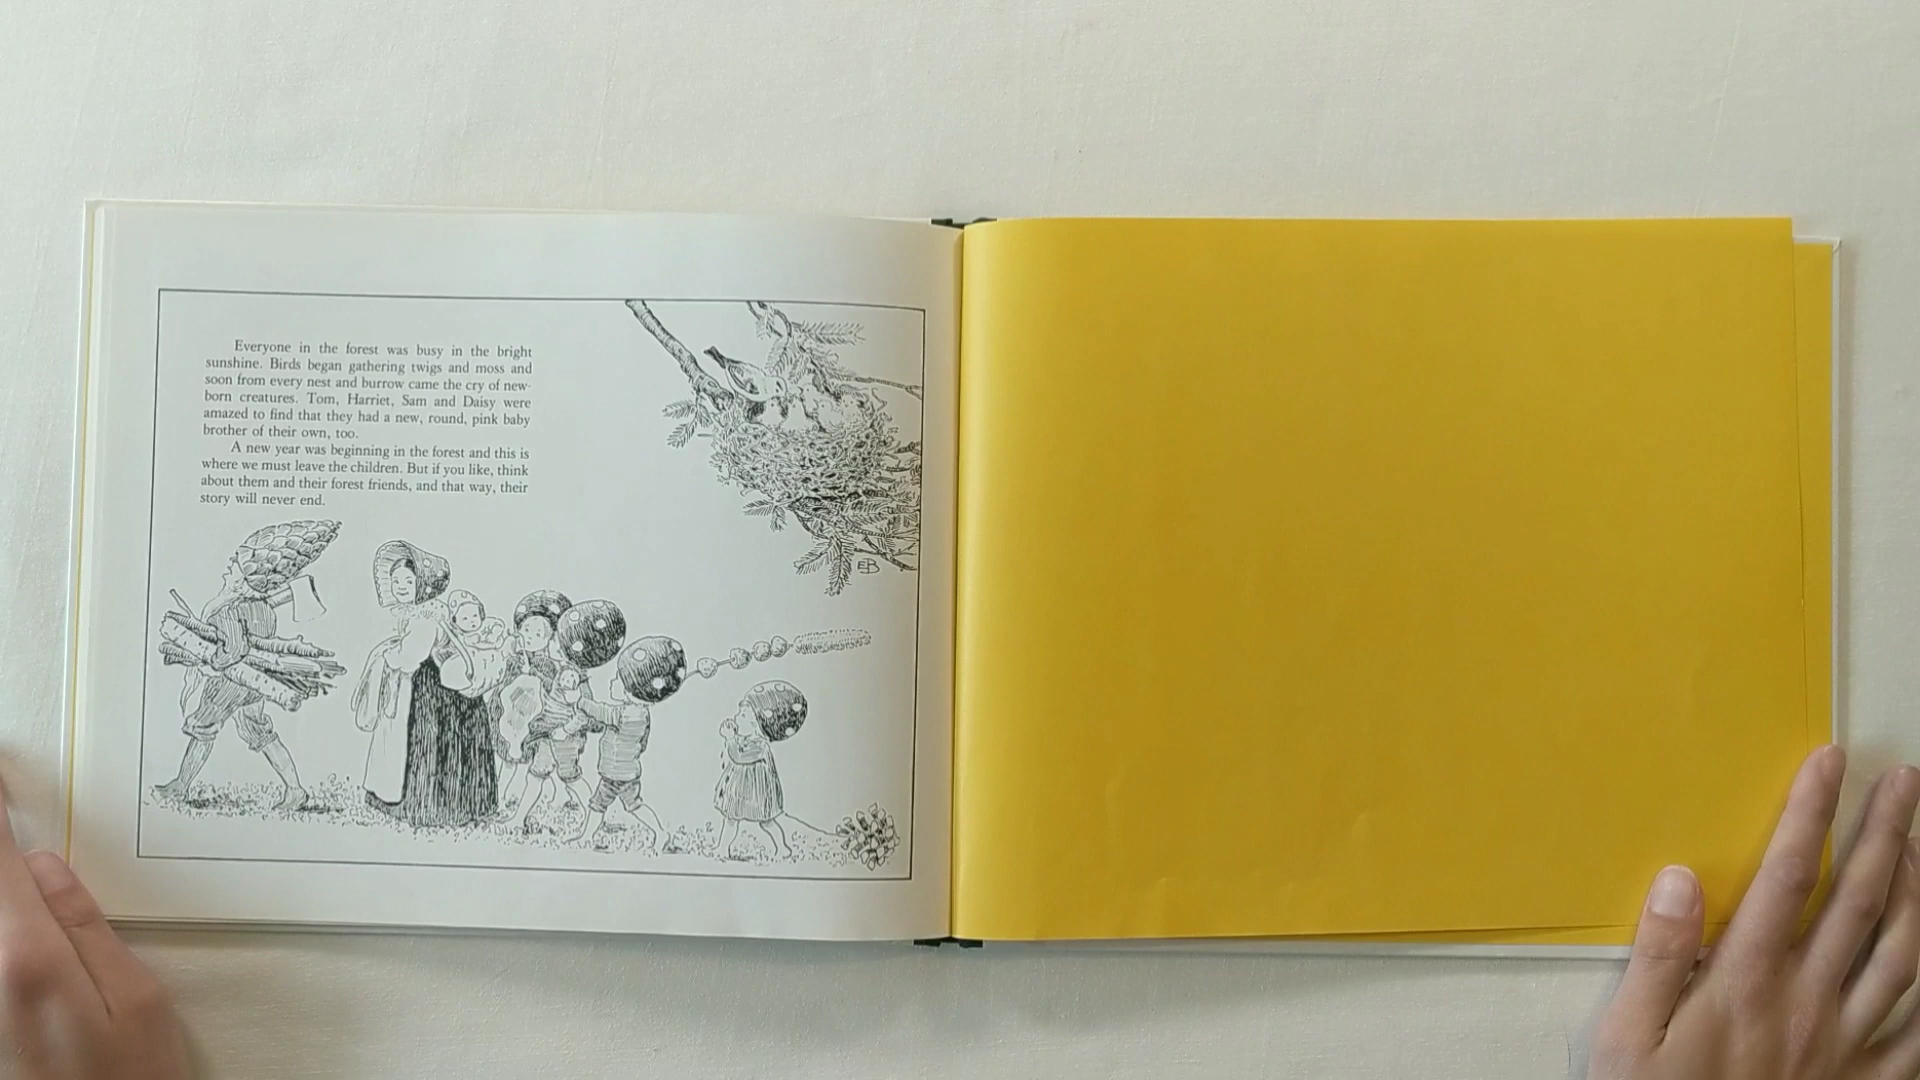 Everyone in the forest was busy in the bright
sunshine. Birds began gathering twigs and moss and
soon from every nest and burrow came the cry of new-
born creatures. Tom, Harriet, Sam and Daisy were
amazed to find that they had a new, round, pink baby
brother of their own, too.
A new year was beginning in the forest and this is
where we must leave the children. But if you like, think
about them and their forest friends, and that way, their
story will never end.
EB